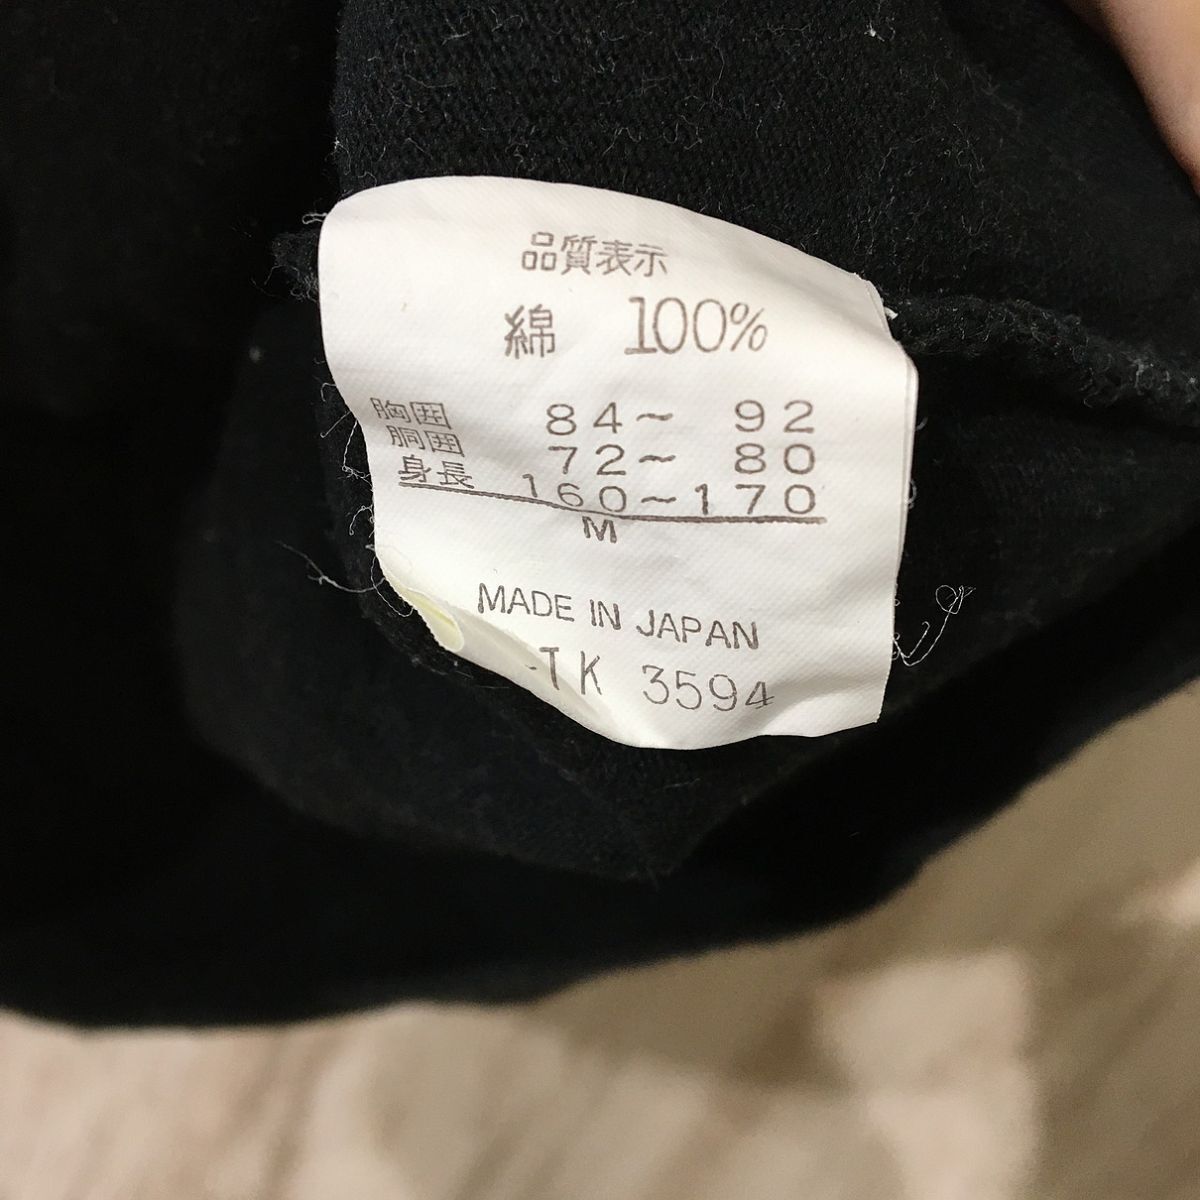 品質表示
綿 100%
胸囲 84~ 92
胴囲 72~ 80
身長 160~170
M
MADE IN JAPAN
-TK 3594